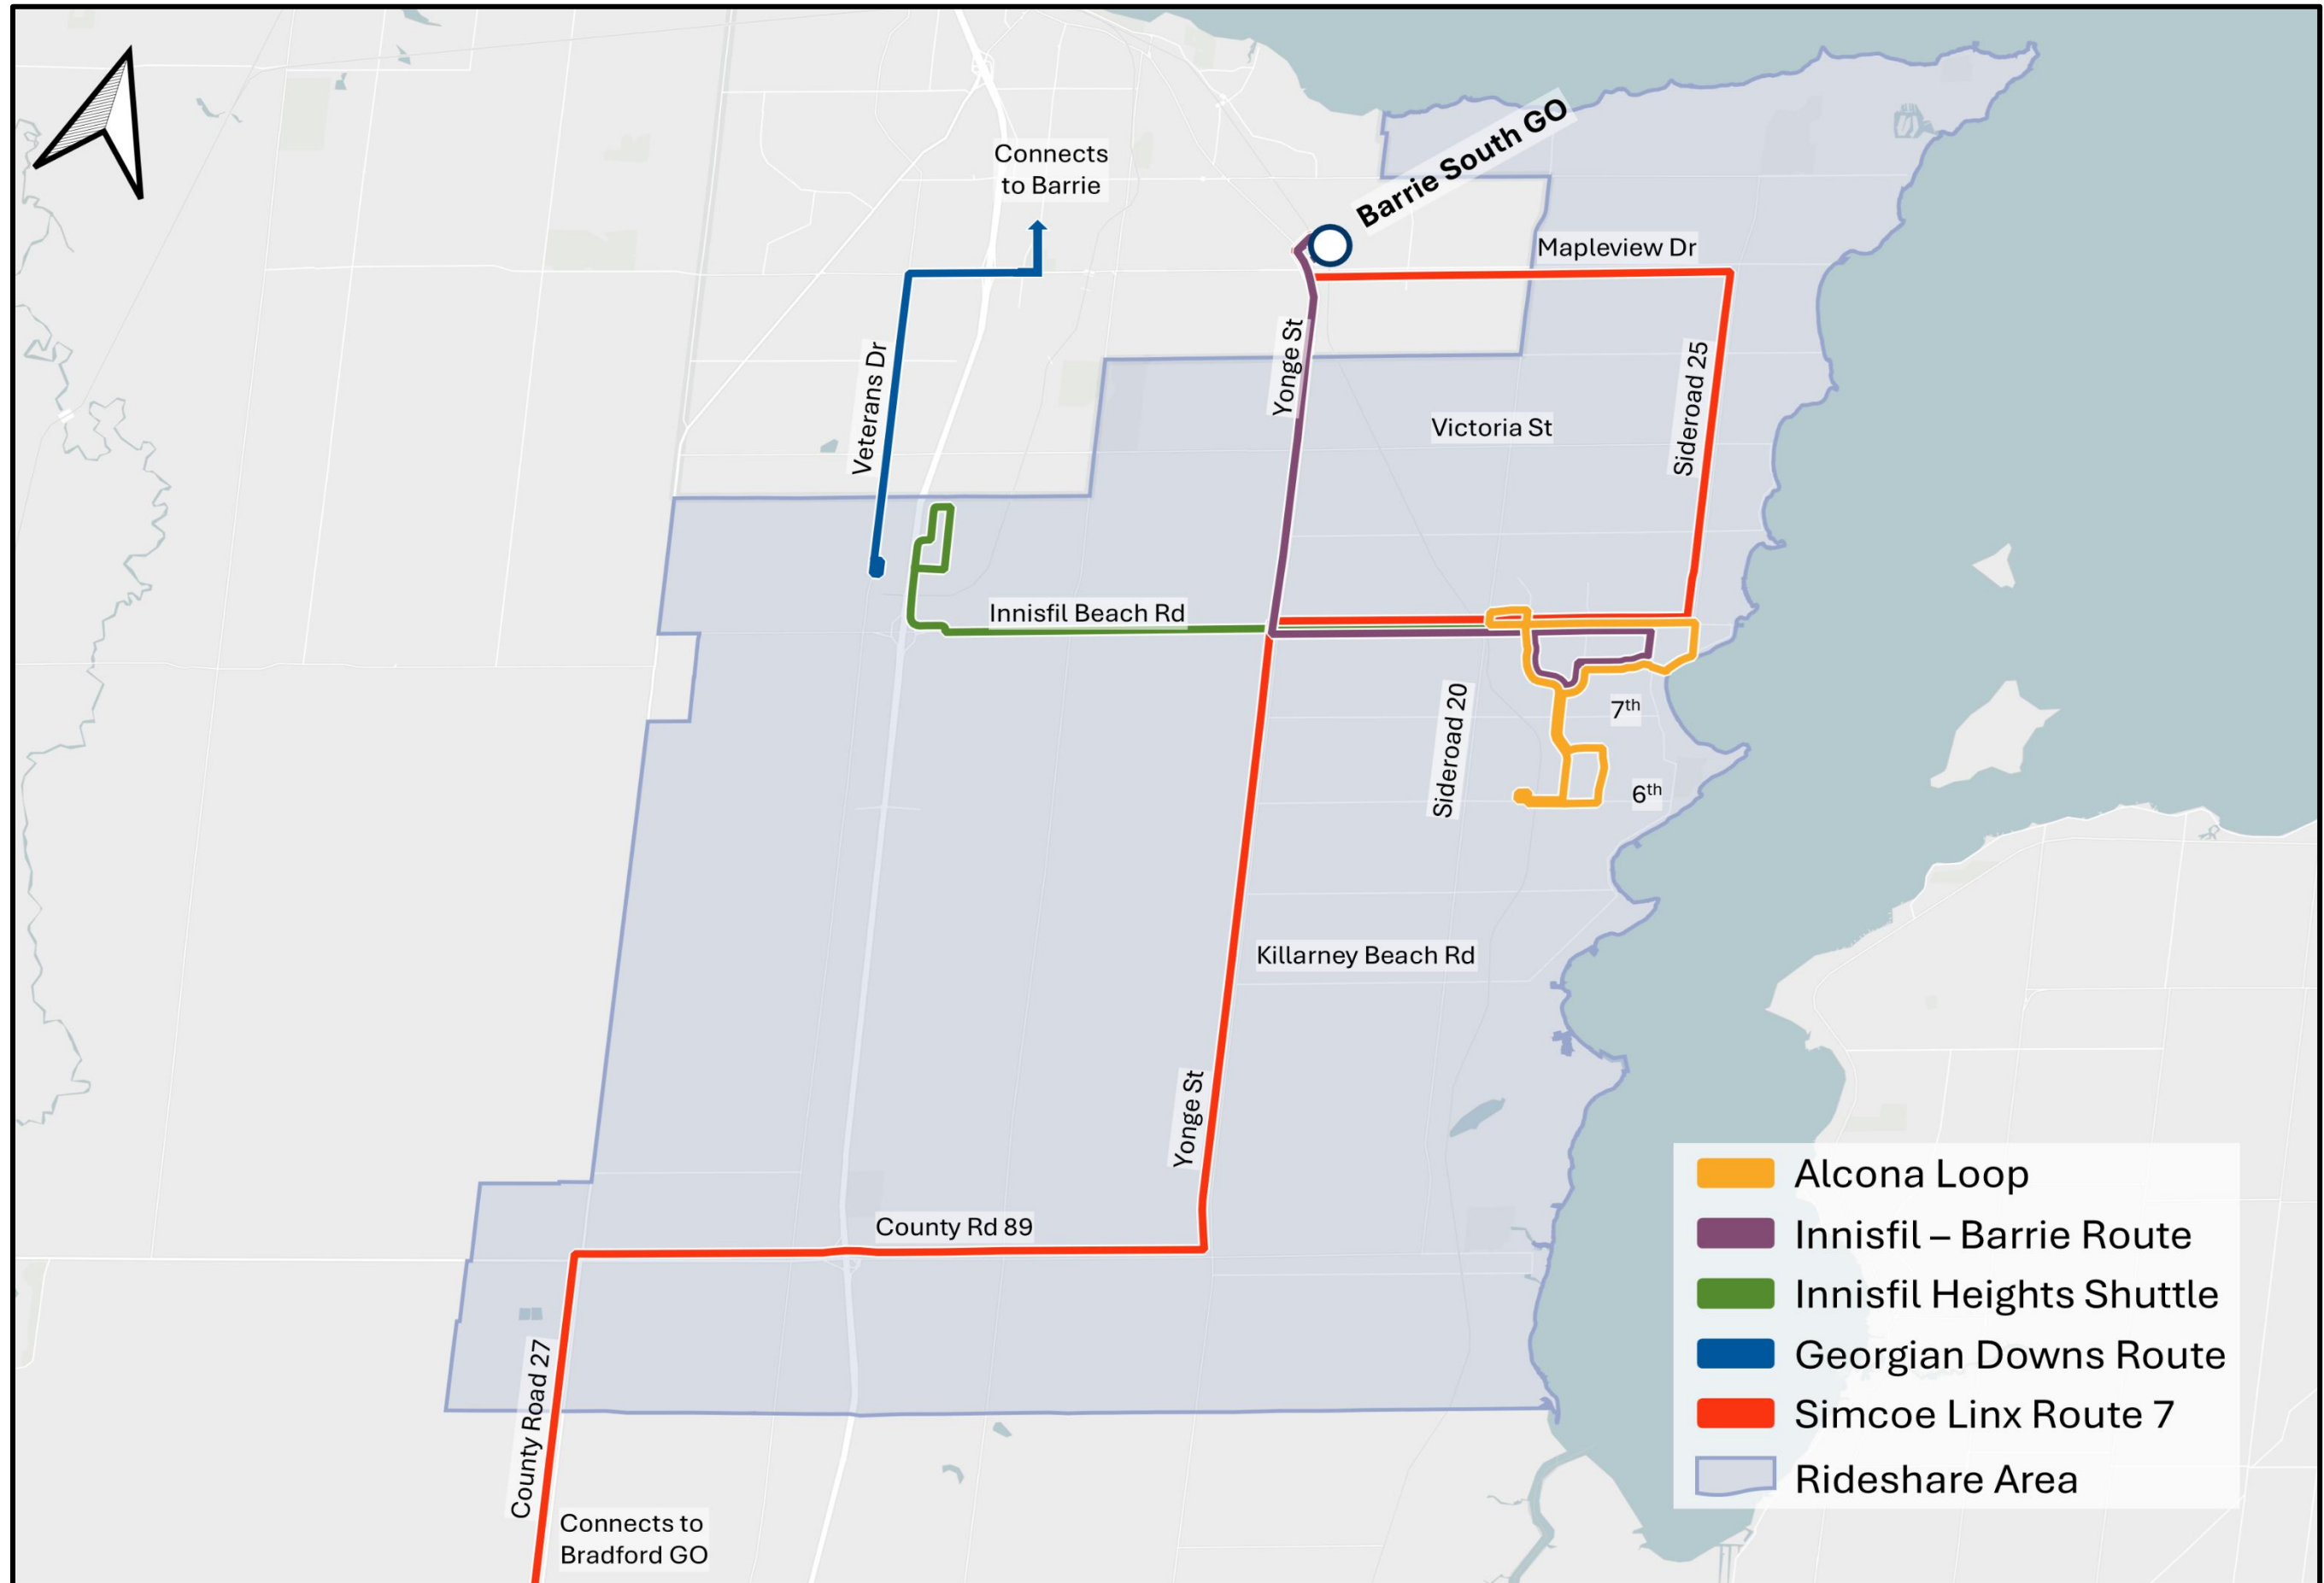 Connects
to Barrie
Barrie South GO
Mapleview Dr
Yonge St
Veterans Dr
Sideroad 25
Victoria St
Innisfil Beach Rd
Sideroad 20
7th
6th
Killarney Beach Rd
Yonge St
County Rd 89
County Road 27
Connects to
Bradford GO
Alcona Loop
Innisfil – Barrie Route
Innisfil Heights Shuttle
Georgian Downs Route
Simcoe Linx Route 7
Rideshare Area